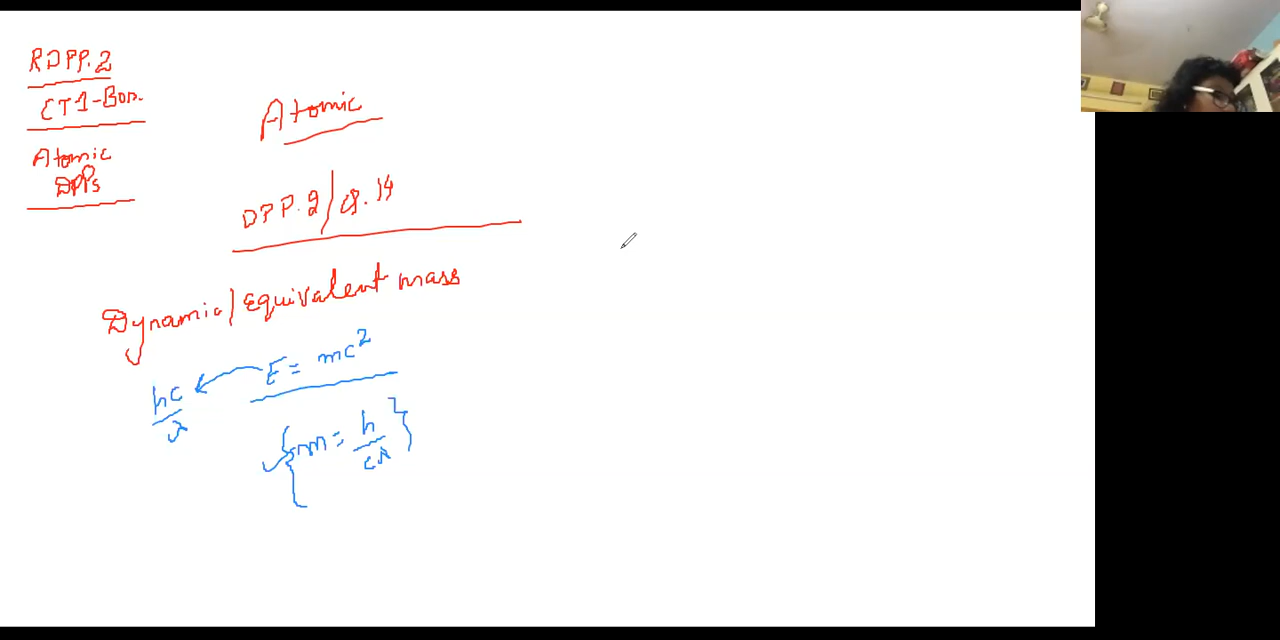 RDPP.2
CT1-Bon.
Atomic
DPPs
Atomic
DPP.2/Q.14
Dynamic/Equivalent mass
E = mc²
hc/λ
m = h/cλ